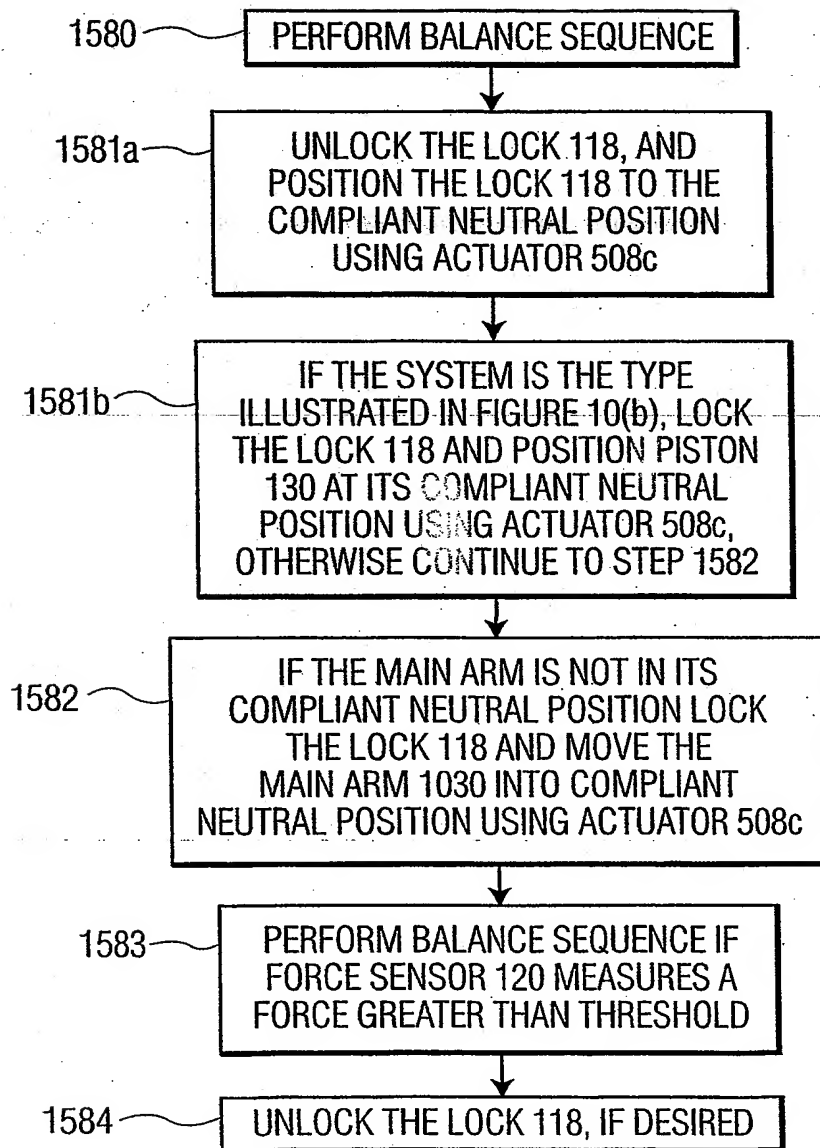 1580
PERFORM BALANCE SEQUENCE
1581a
UNLOCK THE LOCK 118, AND
POSITION THE LOCK 118 TO THE
COMPLIANT NEUTRAL POSITION
USING ACTUATOR 508c
1581b
IF THE SYSTEM IS THE TYPE
ILLUSTRATED IN FIGURE 10(b), LOCK
THE LOCK 118 AND POSITION PISTON
130 AT ITS COMPLIANT NEUTRAL
POSITION USING ACTUATOR 508c,
OTHERWISE CONTINUE TO STEP 1582
1582
IF THE MAIN ARM IS NOT IN ITS
COMPLIANT NEUTRAL POSITION LOCK
THE LOCK 118 AND MOVE THE
MAIN ARM 1030 INTO COMPLIANT
NEUTRAL POSITION USING ACTUATOR 508c
1583
PERFORM BALANCE SEQUENCE IF
FORCE SENSOR 120 MEASURES A
FORCE GREATER THAN THRESHOLD
1584
UNLOCK THE LOCK 118, IF DESIRED